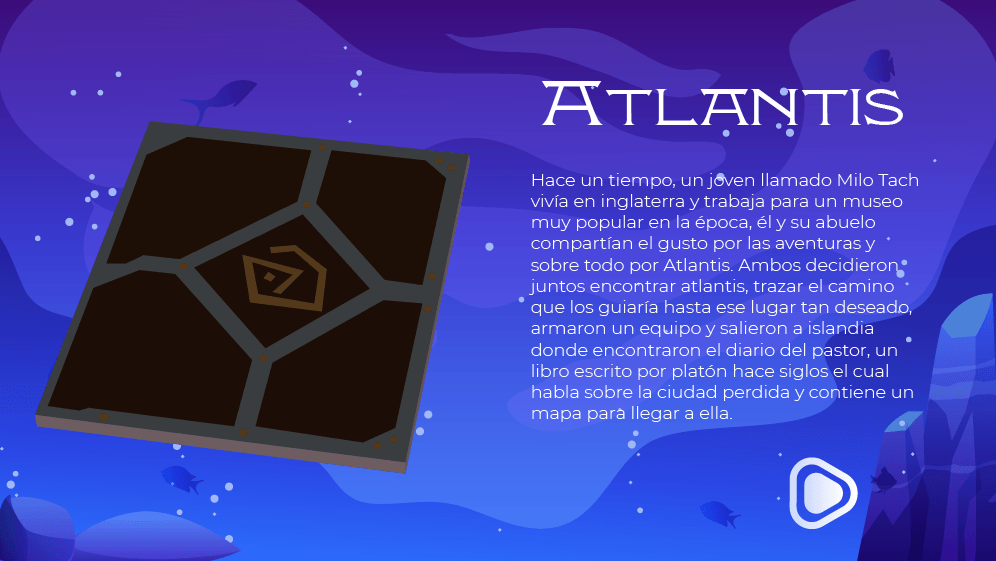 Atlantis
Hace un tiempo, un joven llamado Milo Tach
vivía en inglaterra y trabaja para un museo
muy popular en la época, él y su abuelo
compartían el gusto por las aventuras y
sobre todo por Atlantis. Ambos decidieron
juntos encontrar atlantis, trazar el camino
que los guiaría hasta ese lugar tan deseado,
armaron un equipo y salieron a islandia
donde encontraron el diario del pastor, un
libro escrito por platón hace siglos el cual
habla sobre la ciudad perdida y contiene un
mapa para llegar a ella.